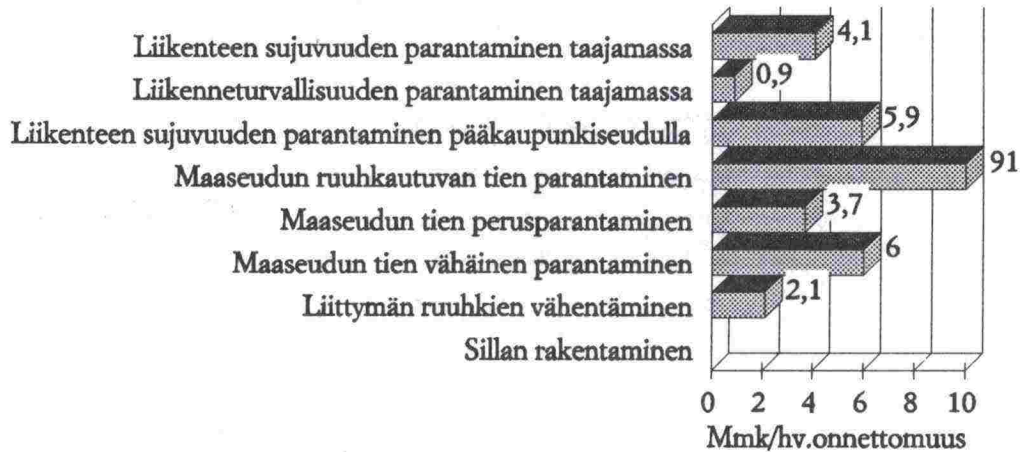 Liikenteen sujuvuuden parantaminen taajamassa 4,1
Liikenneturvallisuuden parantaminen taajamassa 0,9
Liikenteen sujuvuuden parantaminen pääkaupunkiseudulla 5,9
Maaseudun ruuhkautuvan tien parantaminen 91
Maaseudun tien perusparantaminen 3,7
Maaseudun tien vähäinen parantaminen 6
Liittymän ruuhkien vähentäminen 2,1
Sillan rakentaminen
0 2 4 6 8 10
Mmk/hv.onnettomuus